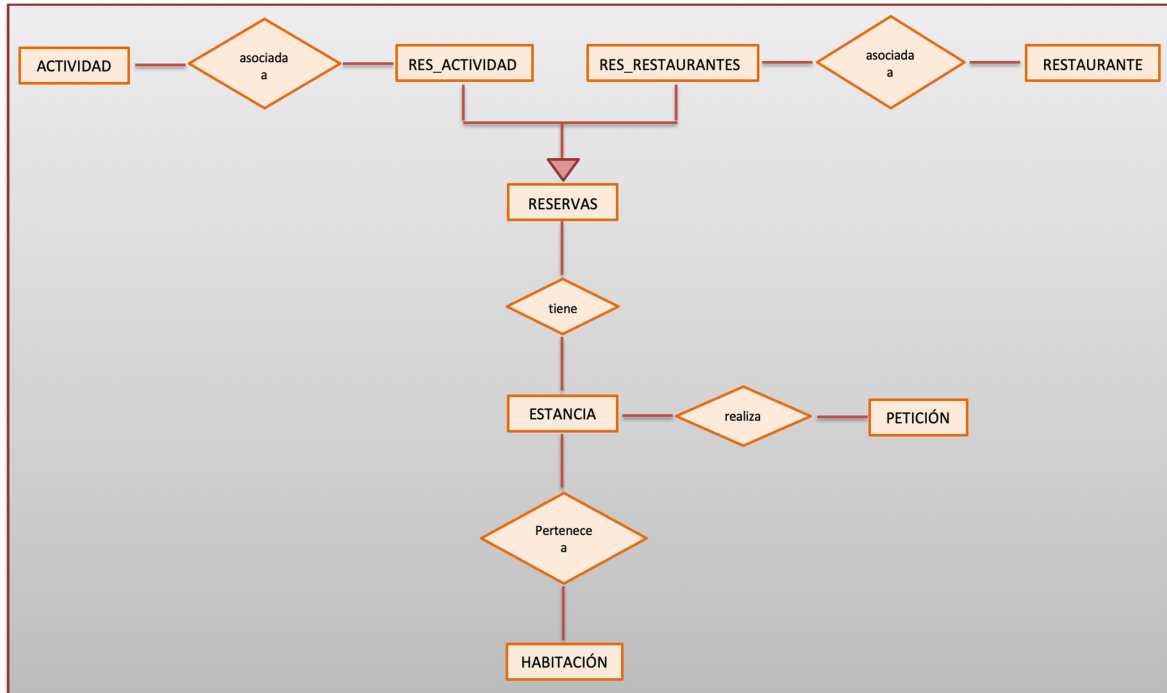 ACTIVIDAD
asociada
a
RES_ACTIVIDAD
RES_RESTAURANTES
asociada
a
RESTAURANTE
RESERVAS
tiene
ESTANCIA
realiza
PETICIÓN
Pertenece
a
HABITACIÓN